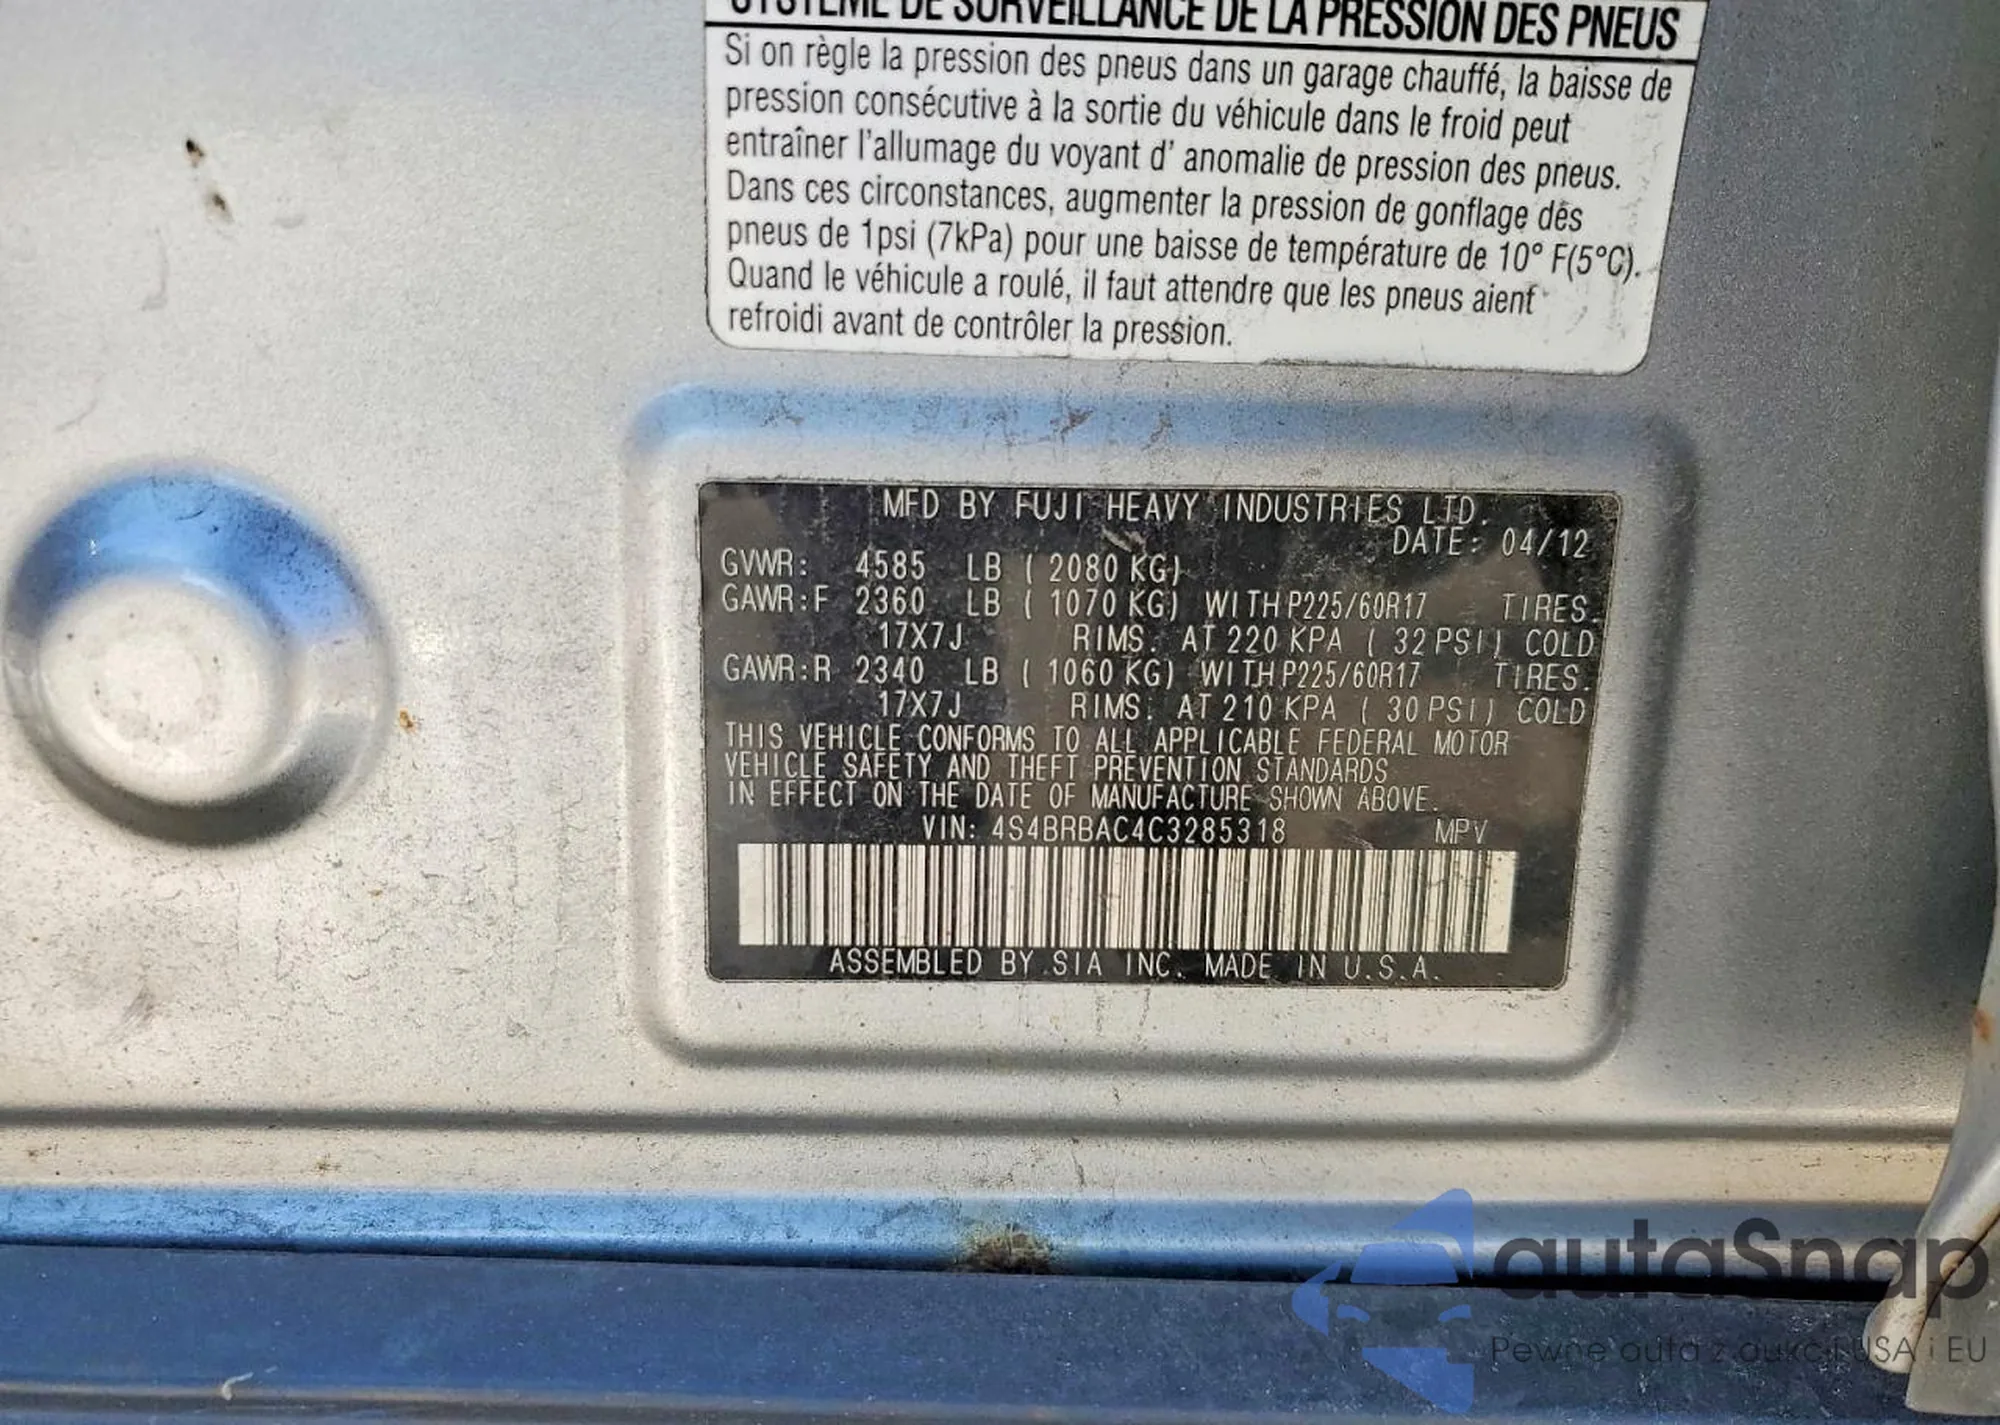 SYSTÈME DE SURVEILLANCE DE LA PRESSION DES PNEUS
Si on règle la pression des pneus dans un garage chauffé, la baisse de
pression consécutive à la sortie du véhicule dans le froid peut
entraîner l'allumage du voyant d' anomalie de pression des pneus.
Dans ces circonstances, augmenter la pression de gonflage des
pneus de 1psi (7kPa) pour une baisse de température de 10° F(5°C).
Quand le véhicule a roulé, il faut attendre que les pneus aient
refroidi avant de contrôler la pression.
MFD BY FUJI HEAVY INDUSTRIES LTD.
DATE: 04/12
GVWR: 4585 LB ( 2080 KG)
GAWR:F 2360 LB ( 1070 KG) WITH P225/60R17 TIRES.
17X7J RIMS. AT 220 KPA ( 32 PSI) COLD
GAWR:R 2340 LB ( 1060 KG) WITH P225/60R17 TIRES.
17X7J RIMS. AT 210 KPA ( 30 PSI) COLD
THIS VEHICLE CONFORMS TO ALL APPLICABLE FEDERAL MOTOR
VEHICLE SAFETY AND THEFT PREVENTION STANDARDS
IN EFFECT ON THE DATE OF MANUFACTURE SHOWN ABOVE.
VIN: 4S4BRBAC4C3285318 MPV
ASSEMBLED BY SIA INC. MADE IN U.S.A.
autaSnap
Pewne auta z aukcji USA i EU